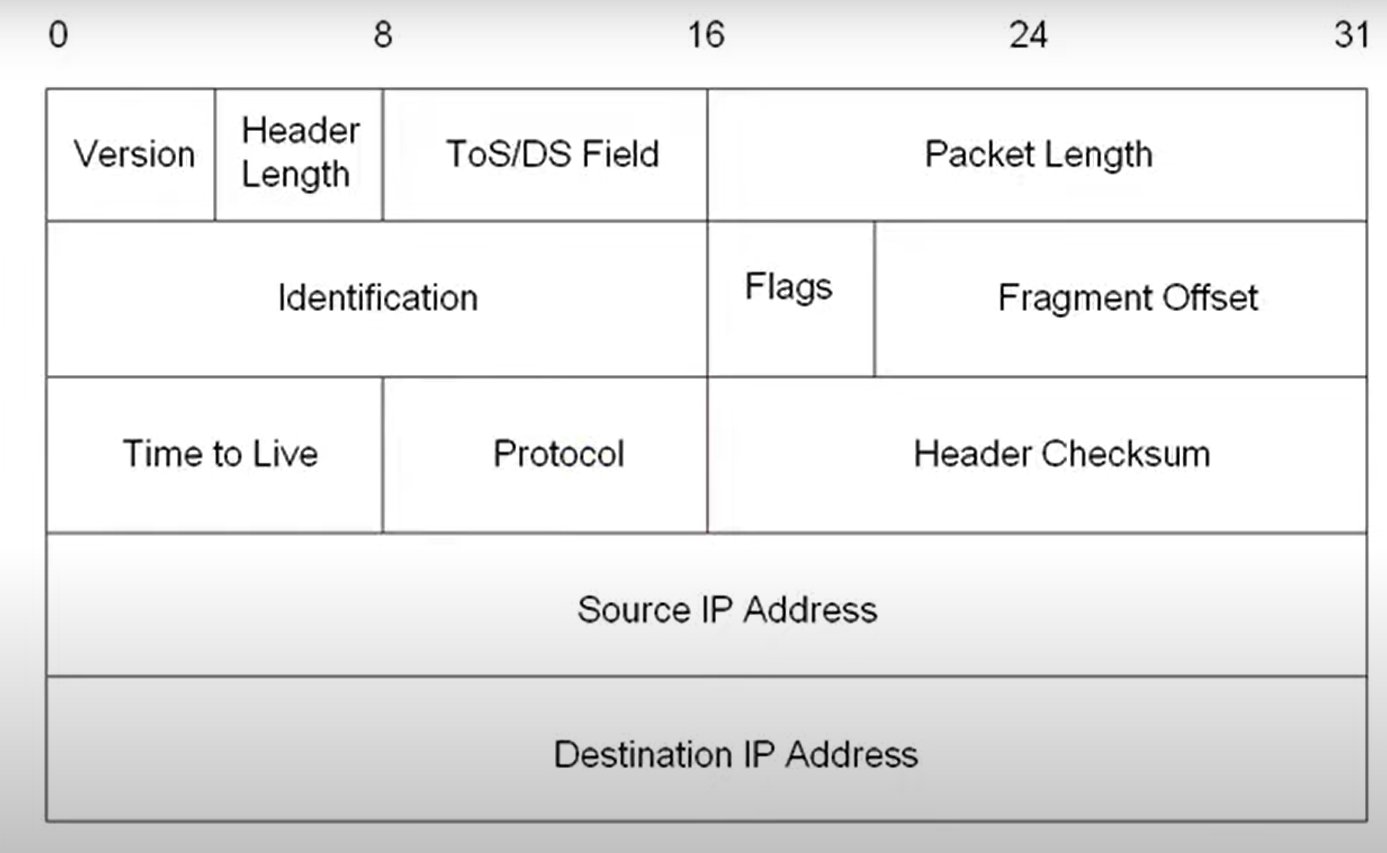 0 8 16 24 31
Version Header Length ToS/DS Field Packet Length
Identification Flags Fragment Offset
Time to Live Protocol Header Checksum
Source IP Address
Destination IP Address